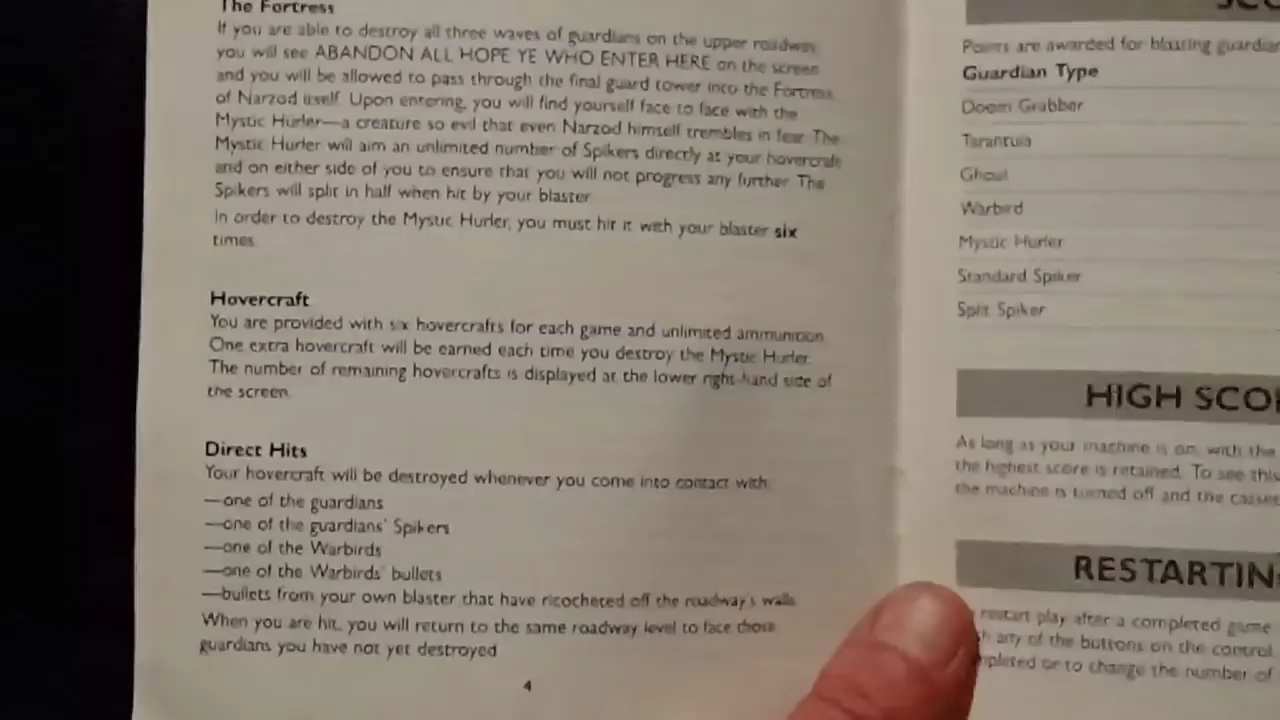 The Fortress
If you are able to destroy all three waves of guardians on the upper roadway
you will see ABANDON ALL HOPE YE WHO ENTER HERE on the screen
and you will be allowed to pass through the final guard tower into the Fortress
of Narzod itself. Upon entering, you will find yourself face to face with the
Mystic Hurler—a creature so evil that even Narzod himself trembles in fear. The
Mystic Hurler will aim an unlimited number of Spikers directly at your hovercraft
and on either side of you to ensure that you will not progress any further. The
Spikers will split in half when hit by your blaster.
In order to destroy the Mystic Hurler, you must hit it with your blaster six
times.
Hovercraft
You are provided with six hovercrafts for each game and unlimited ammunition.
One extra hovercraft will be earned each time you destroy the Mystic Hurler.
The number of remaining hovercrafts is displayed at the lower right-hand side of
the screen.
Direct Hits
Your hovercraft will be destroyed whenever you come into contact with:
—one of the guardians
—one of the guardians' Spikers
—one of the Warbirds
—one of the Warbirds' bullets
—bullets from your own blaster that have ricocheted off the roadway's walls.
When you are hit, you will return to the same roadway level to face those
guardians you have not yet destroyed.
4
SCO
Points are awarded for blasting guardian
Guardian Type
Doom Grabber
Tarantula
Ghoul
Warbird
Mystic Hurler
Standard Spiker
Split Spiker
HIGH SCO
As long as your machine is on, with the
the highest score is retained. To see this
the machine is turned off and the casset
RESTARTIN
restart play after a completed game
any of the buttons on the control
mpleted or to change the number of